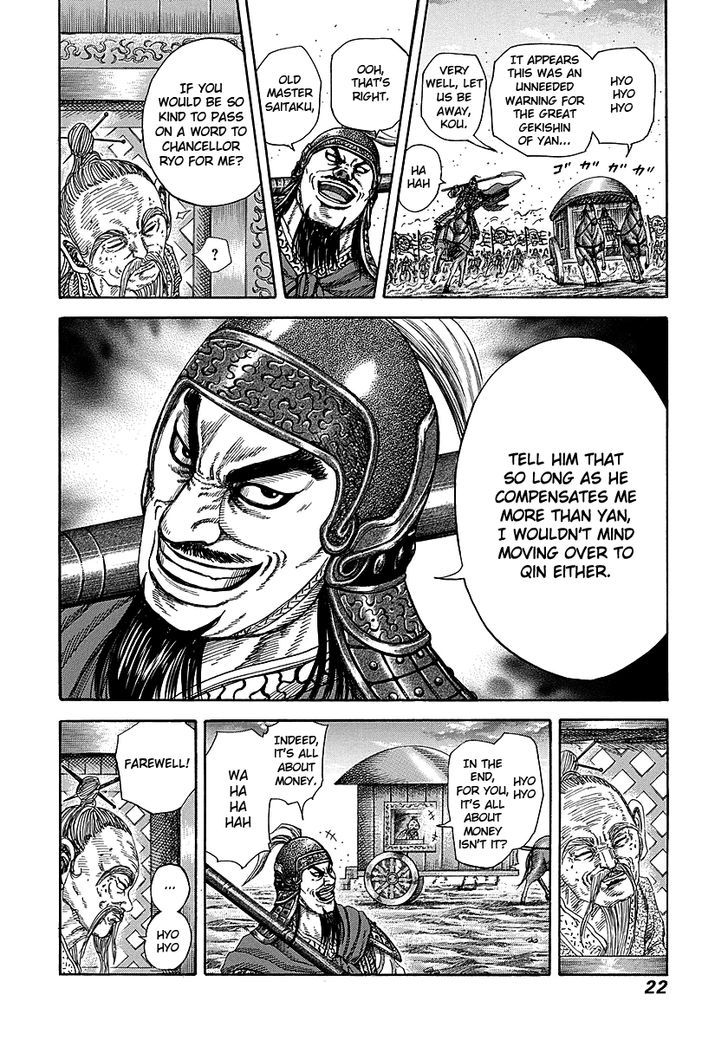 HYO
HYO
HYO
IT APPEARS
THIS WAS AN
UNNEEDED
WARNING FOR
THE GREAT
GEKISHIN
OF YAN...
VERY
WELL, LET
US BE
AWAY,
KOU.
ゴ ガ ガ ガ
HA
HAH
OOH,
THAT'S
RIGHT.
OLD
MASTER
SAITAKU,
IF YOU
WOULD BE SO
KIND TO PASS
ON A WORD TO
CHANCELLOR
RYO FOR ME?
?
TELL HIM THAT
SO LONG AS HE
COMPENSATES ME
MORE THAN YAN,
I WOULDN'T MIND
MOVING OVER TO
QIN EITHER.
HYO
HYO
IN THE
END,
FOR YOU,
IT'S ALL
ABOUT
MONEY
ISN'T IT?
INDEED,
IT'S ALL
ABOUT
MONEY.
WA
HA
HA
HAH
FAREWELL!
...
HYO
HYO
22